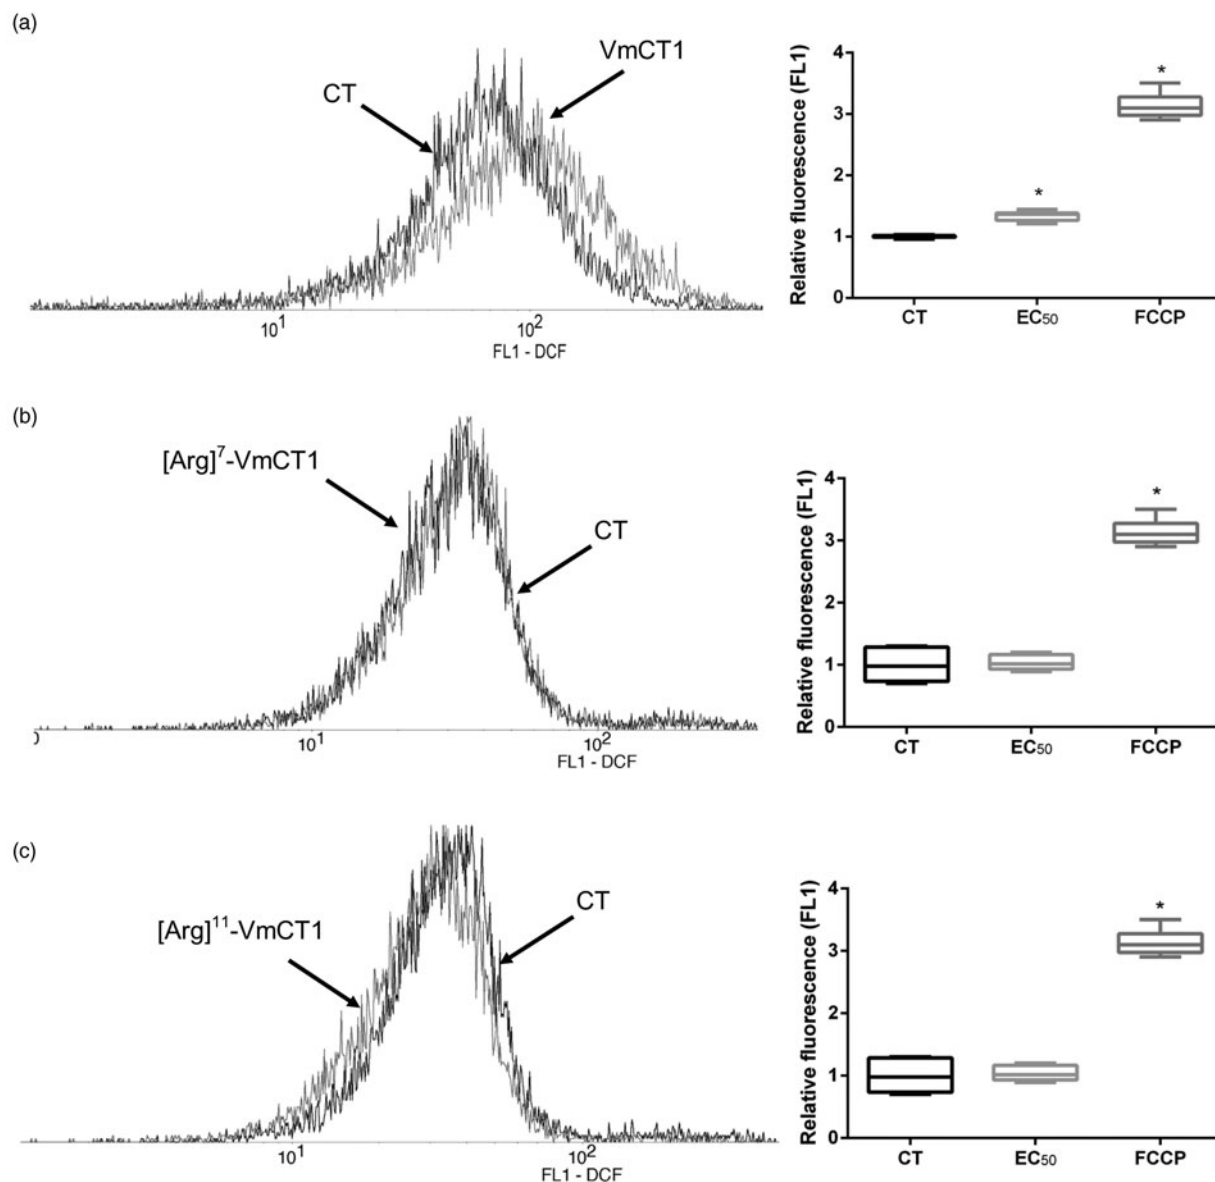 (a)
CT
VmCT1
10¹
10²
FL1 - DCF
Relative fluorescence (FL1)
4
3
2
1
0
*
*
CT
EC₅₀
FCCP
(b)
[Arg]⁷-VmCT1
CT
10¹
10²
FL1 - DCF
Relative fluorescence (FL1)
4
3
2
1
0
*
CT
EC₅₀
FCCP
(c)
[Arg]¹¹-VmCT1
CT
10¹
10²
FL1 - DCF
Relative fluorescence (FL1)
4
3
2
1
0
*
CT
EC₅₀
FCCP